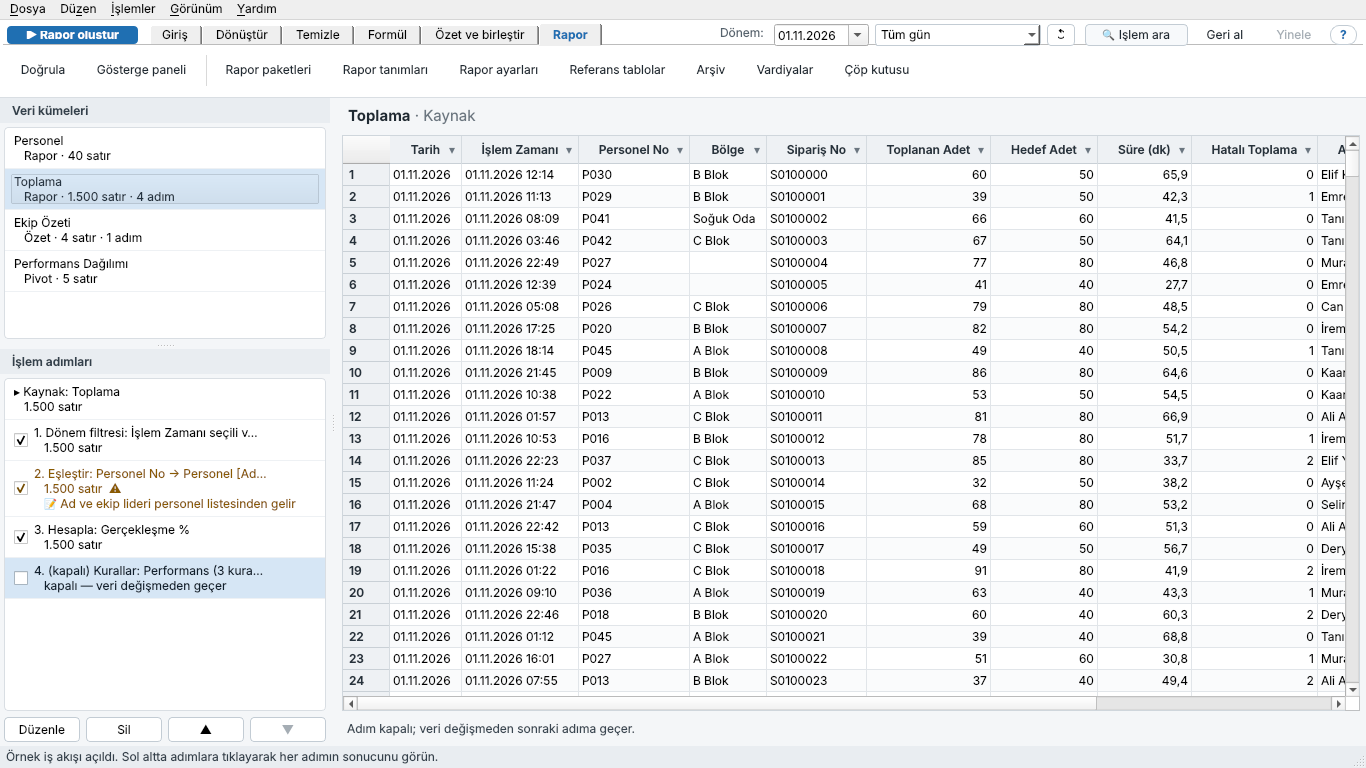 Dosya Düzen İşlemler Görünüm Yardım
Rapor oluştur Giriş Dönüştür Temizle Formül Özet ve birleştir Rapor Dönem: 01.11.2026 Tüm gün İşlem ara Geri al Yinele ?
Doğrula Gösterge paneli Rapor paketleri Rapor tanımları Rapor ayarları Referans tablolar Arşiv Vardiyalar Çöp kutusu
Veri kümeleri
Personel
Rapor · 40 satır
Toplama
Rapor · 1.500 satır · 4 adım
Ekip Özeti
Özet · 4 satır · 1 adım
Performans Dağılımı
Pivot · 5 satır
İşlem adımları
▸ Kaynak: Toplama
1.500 satır
1. Dönem filtresi: İşlem Zamanı seçili v...
1.500 satır
2. Eşleştir: Personel No → Personel [Ad...
1.500 satır ⚠
📝 Ad ve ekip lideri personel listesinden gelir
3. Hesapla: Gerçekleşme %
1.500 satır
4. (kapalı) Kurallar: Performans (3 kura...
kapalı — veri değişmeden geçer
Düzenle Sil ▲ ▼
Toplama · Kaynak
Tarih İşlem Zamanı Personel No Bölge Sipariş No Toplanan Adet Hedef Adet Süre (dk) Hatalı Toplama A
1 01.11.2026 01.11.2026 12:14 P030 B Blok S0100000 60 50 65,9 0 Elif
2 01.11.2026 01.11.2026 11:13 P029 B Blok S0100001 39 50 42,3 1 Emre
3 01.11.2026 01.11.2026 08:09 P041 Soğuk Oda S0100002 66 60 41,5 0 Tanı
4 01.11.2026 01.11.2026 03:46 P042 C Blok S0100003 67 50 64,1 0 Tanı
5 01.11.2026 01.11.2026 22:49 P027 S0100004 77 80 46,8 0 Mura
6 01.11.2026 01.11.2026 12:39 P024 S0100005 41 40 27,7 0 Emre
7 01.11.2026 01.11.2026 05:08 P026 C Blok S0100006 79 80 48,5 0 Can
8 01.11.2026 01.11.2026 17:25 P020 B Blok S0100007 82 80 54,2 0 İrem
9 01.11.2026 01.11.2026 18:14 P045 A Blok S0100008 49 40 50,5 1 Tanı
10 01.11.2026 01.11.2026 21:45 P009 B Blok S0100009 86 80 64,6 0 Kaar
11 01.11.2026 01.11.2026 10:38 P022 A Blok S0100010 53 50 54,5 0 Kaar
12 01.11.2026 01.11.2026 01:57 P013 C Blok S0100011 81 80 66,9 0 Ali A
13 01.11.2026 01.11.2026 10:53 P016 B Blok S0100012 78 80 51,7 1 İrem
14 01.11.2026 01.11.2026 22:23 P037 C Blok S0100013 85 80 33,7 2 Elif Y
15 01.11.2026 01.11.2026 11:24 P002 C Blok S0100014 32 50 38,2 0 Ayşe
16 01.11.2026 01.11.2026 21:47 P004 A Blok S0100015 68 80 53,2 0 Selir
17 01.11.2026 01.11.2026 22:42 P013 C Blok S0100016 59 60 51,3 0 Ali A
18 01.11.2026 01.11.2026 15:38 P035 C Blok S0100017 49 50 56,7 0 Dery
19 01.11.2026 01.11.2026 01:22 P016 C Blok S0100018 91 80 41,9 2 İrem
20 01.11.2026 01.11.2026 09:10 P036 A Blok S0100019 63 40 43,3 1 Mura
21 01.11.2026 01.11.2026 22:46 P018 B Blok S0100020 60 40 60,3 2 Dery
22 01.11.2026 01.11.2026 01:12 P045 A Blok S0100021 39 40 68,8 0 Tanı
23 01.11.2026 01.11.2026 16:01 P027 A Blok S0100022 51 60 30,8 1 Mura
24 01.11.2026 01.11.2026 07:55 P013 B Blok S0100023 37 40 49,4 2 Ali A
Adım kapalı; veri değişmeden sonraki adıma geçer.
Örnek iş akışı açıldı. Sol altta adımlara tıklayarak her adımın sonucunu görün.